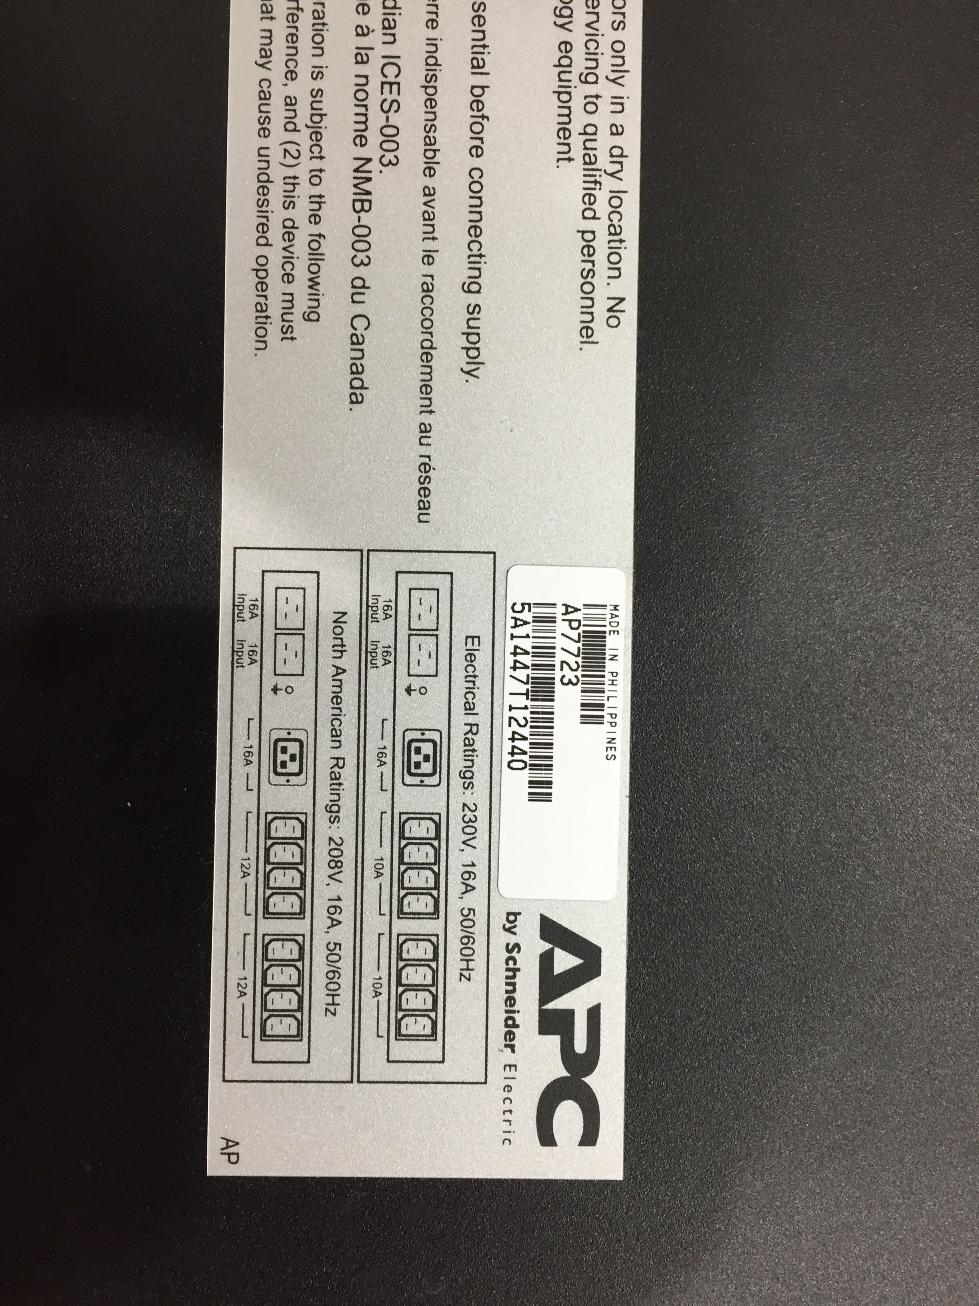 ors only in a dry location. No
ervicing to qualified personnel.
ogy equipment.
sential before connecting supply.
erre indispensable avant le raccordement au réseau
dian ICES-003.
e à la norme NMB-003 du Canada.
ration is subject to the following
rference, and (2) this device must
at may cause undesired operation.
MADE IN PHILIPPINES
AP7723
5A1447T12440
APC
by Schneider Electric
Electrical Ratings: 230V, 16A, 50/60Hz
16A Input 16A Input 16A 10A 10A
North American Ratings: 208V, 16A, 50/60Hz
16A Input 16A Input 16A 12A 12A
AP